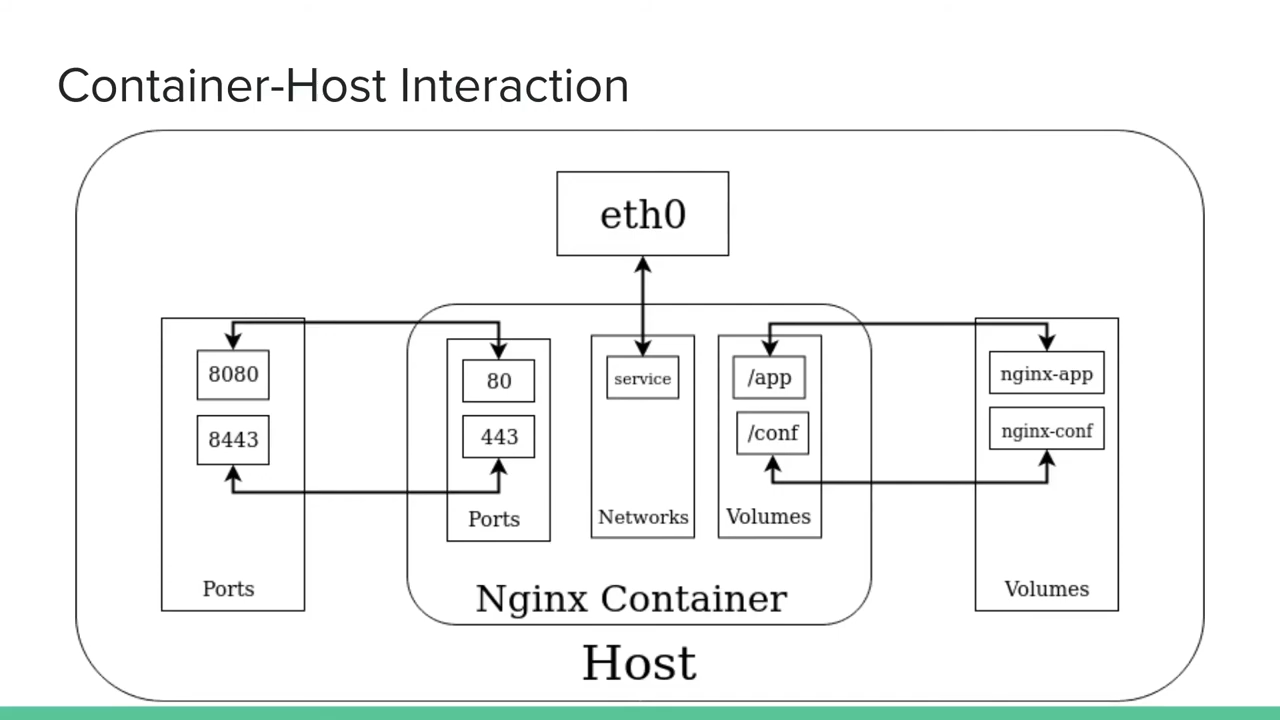 Container-Host Interaction
eth0
8080
8443
Ports
80
443
Ports
service
Networks
/app
/conf
Volumes
nginx-app
nginx-conf
Volumes
Nginx Container
Host